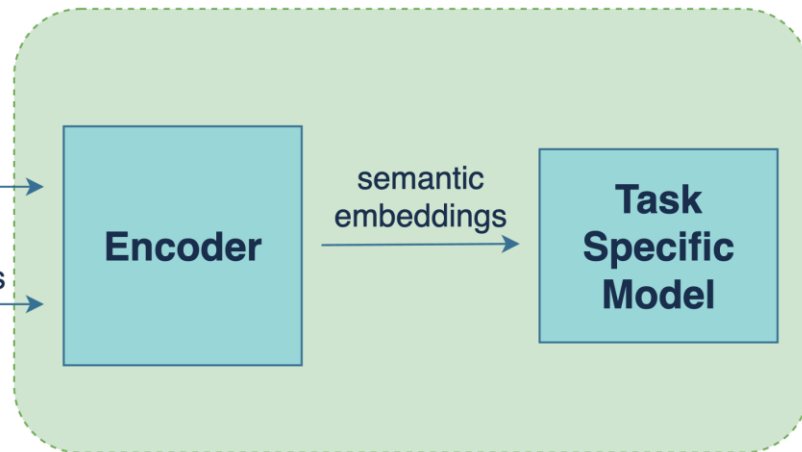 semantic
embeddings
Encoder
Task
Specific
Model
s